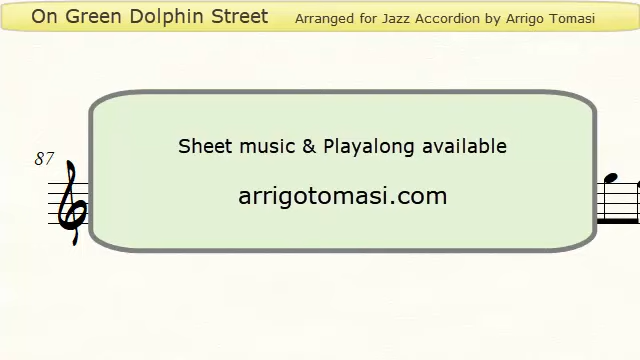 On Green Dolphin Street Arranged for Jazz Accordion by Arrigo Tomasi
Sheet music & Playalong available
arrigotomasi.com
87